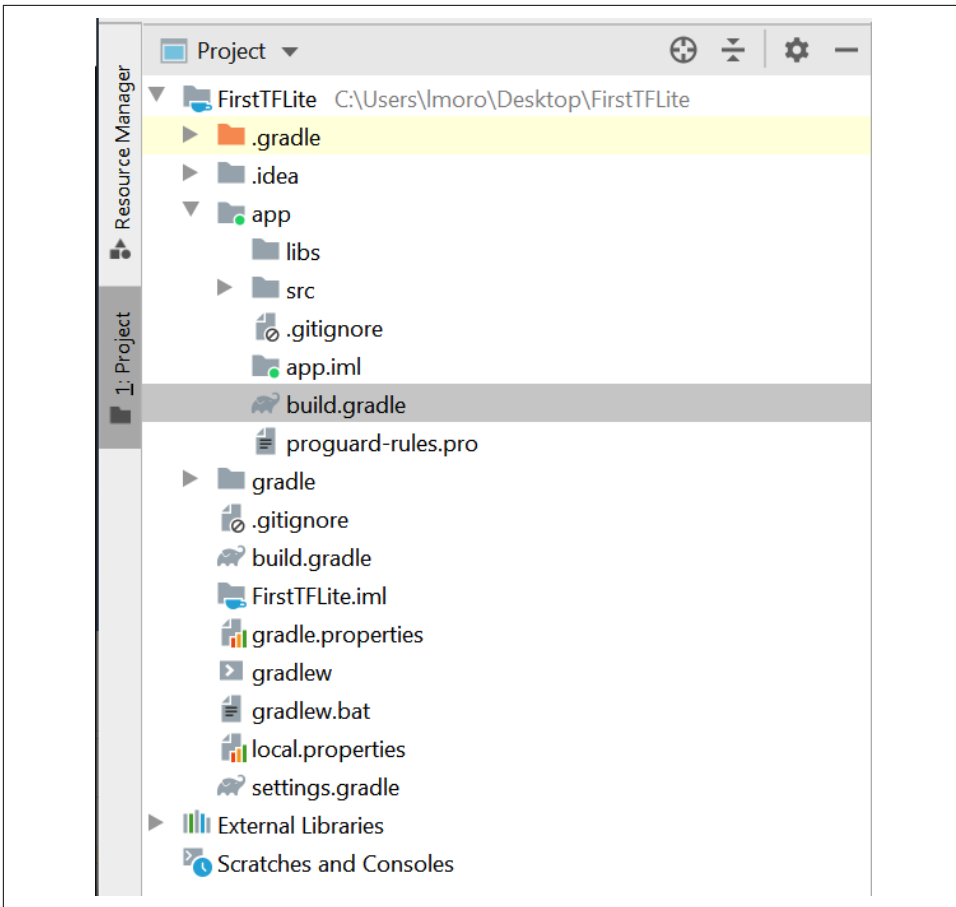 Project
Resource Manager
1: Project
FirstTFLite C:\Users\lmoro\Desktop\FirstTFLite
.gradle
.idea
app
libs
src
.gitignore
app.iml
build.gradle
proguard-rules.pro
gradle
.gitignore
build.gradle
FirstTFLite.iml
gradle.properties
gradlew
gradlew.bat
local.properties
settings.gradle
External Libraries
Scratches and Consoles